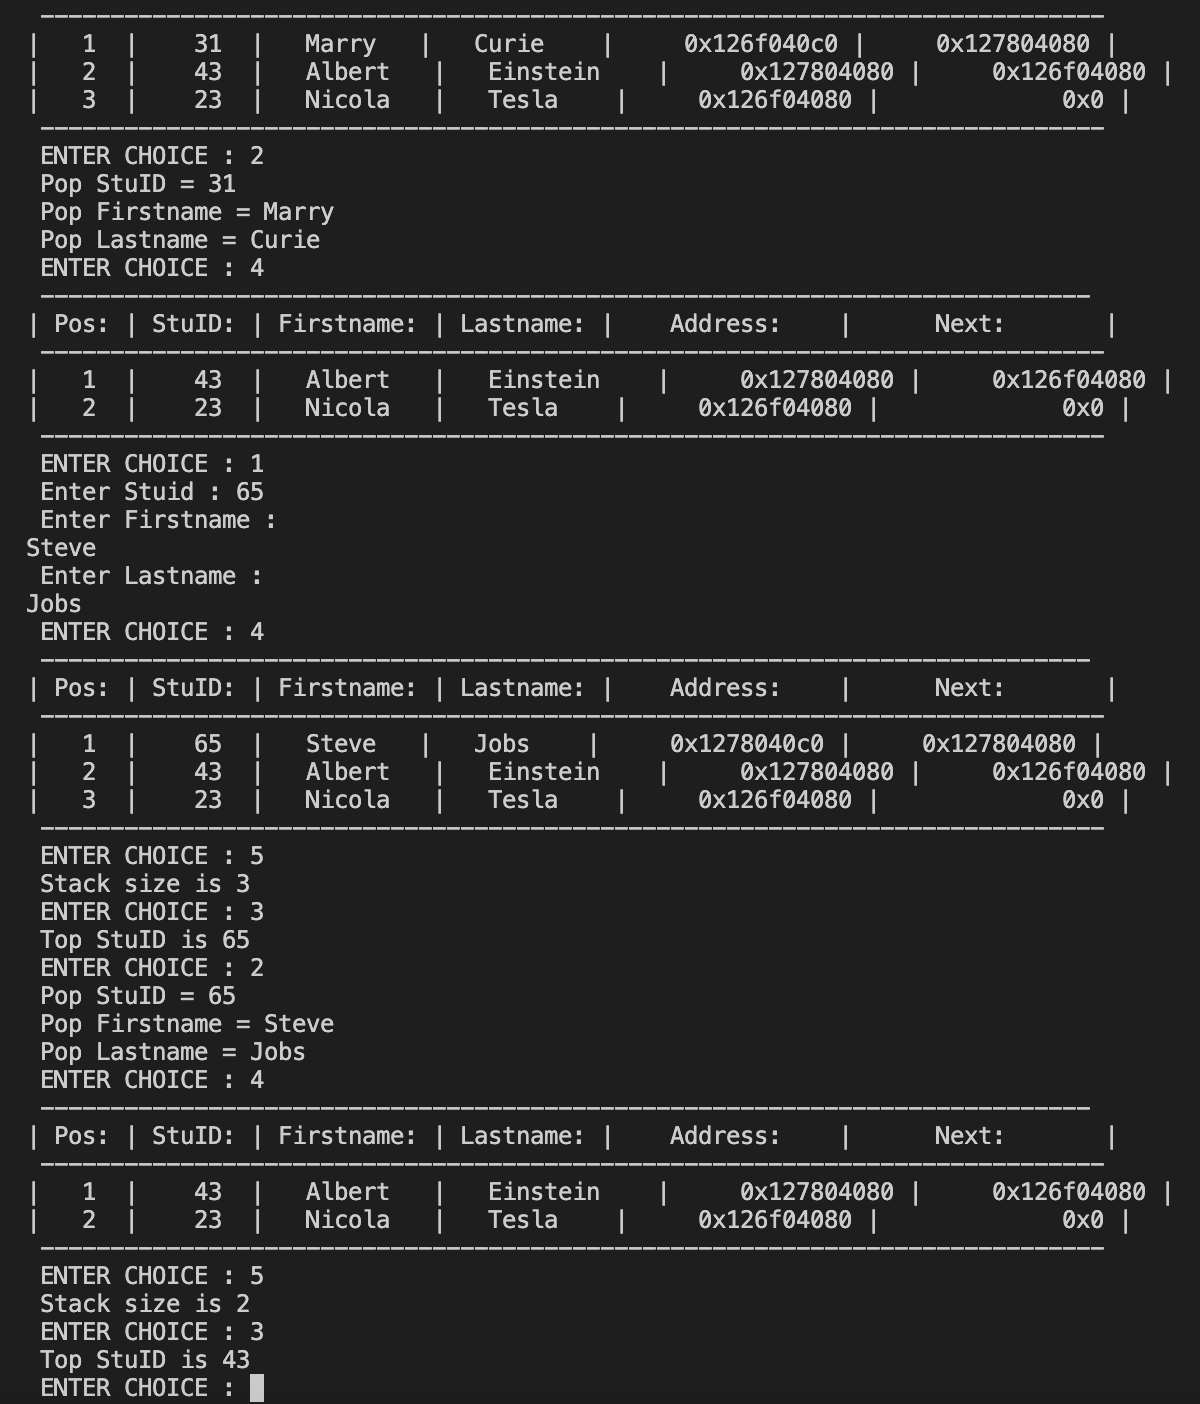 | 1 | 31 | Marry | Curie | 0x126f040c0 | 0x127804080 |
| 2 | 43 | Albert | Einstein | 0x127804080 | 0x126f04080 |
| 3 | 23 | Nicola | Tesla | 0x126f04080 | 0x0 |
ENTER CHOICE : 2
Pop StuID = 31
Pop Firstname = Marry
Pop Lastname = Curie
ENTER CHOICE : 4
| Pos: | StuID: | Firstname: | Lastname: | Address: | Next: |
| 1 | 43 | Albert | Einstein | 0x127804080 | 0x126f04080 |
| 2 | 23 | Nicola | Tesla | 0x126f04080 | 0x0 |
ENTER CHOICE : 1
Enter Stuid : 65
Enter Firstname :
Steve
Enter Lastname :
Jobs
ENTER CHOICE : 4
| Pos: | StuID: | Firstname: | Lastname: | Address: | Next: |
| 1 | 65 | Steve | Jobs | 0x1278040c0 | 0x127804080 |
| 2 | 43 | Albert | Einstein | 0x127804080 | 0x126f04080 |
| 3 | 23 | Nicola | Tesla | 0x126f04080 | 0x0 |
ENTER CHOICE : 5
Stack size is 3
ENTER CHOICE : 3
Top StuID is 65
ENTER CHOICE : 2
Pop StuID = 65
Pop Firstname = Steve
Pop Lastname = Jobs
ENTER CHOICE : 4
| Pos: | StuID: | Firstname: | Lastname: | Address: | Next: |
| 1 | 43 | Albert | Einstein | 0x127804080 | 0x126f04080 |
| 2 | 23 | Nicola | Tesla | 0x126f04080 | 0x0 |
ENTER CHOICE : 5
Stack size is 2
ENTER CHOICE : 3
Top StuID is 43
ENTER CHOICE :